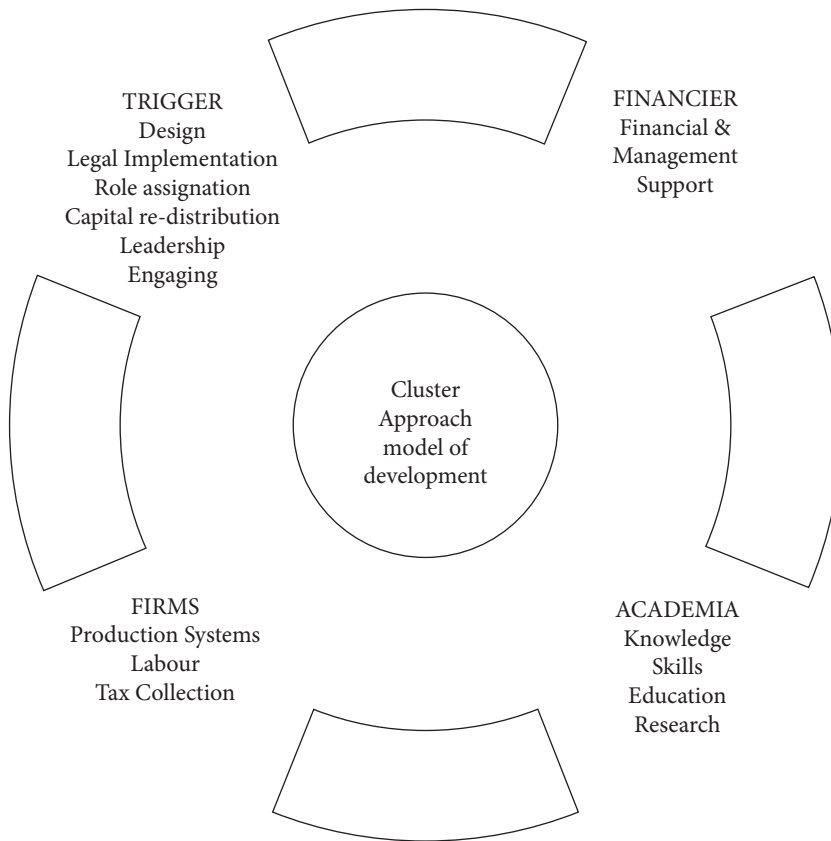 TRIGGER
Design
Legal Implementation
Role assignation
Capital re-distribution
Leadership
Engaging
FINANCIER
Financial &
Management
Support
Cluster
Approach
model of
development
FIRMS
Production Systems
Labour
Tax Collection
ACADEMIA
Knowledge
Skills
Education
Research